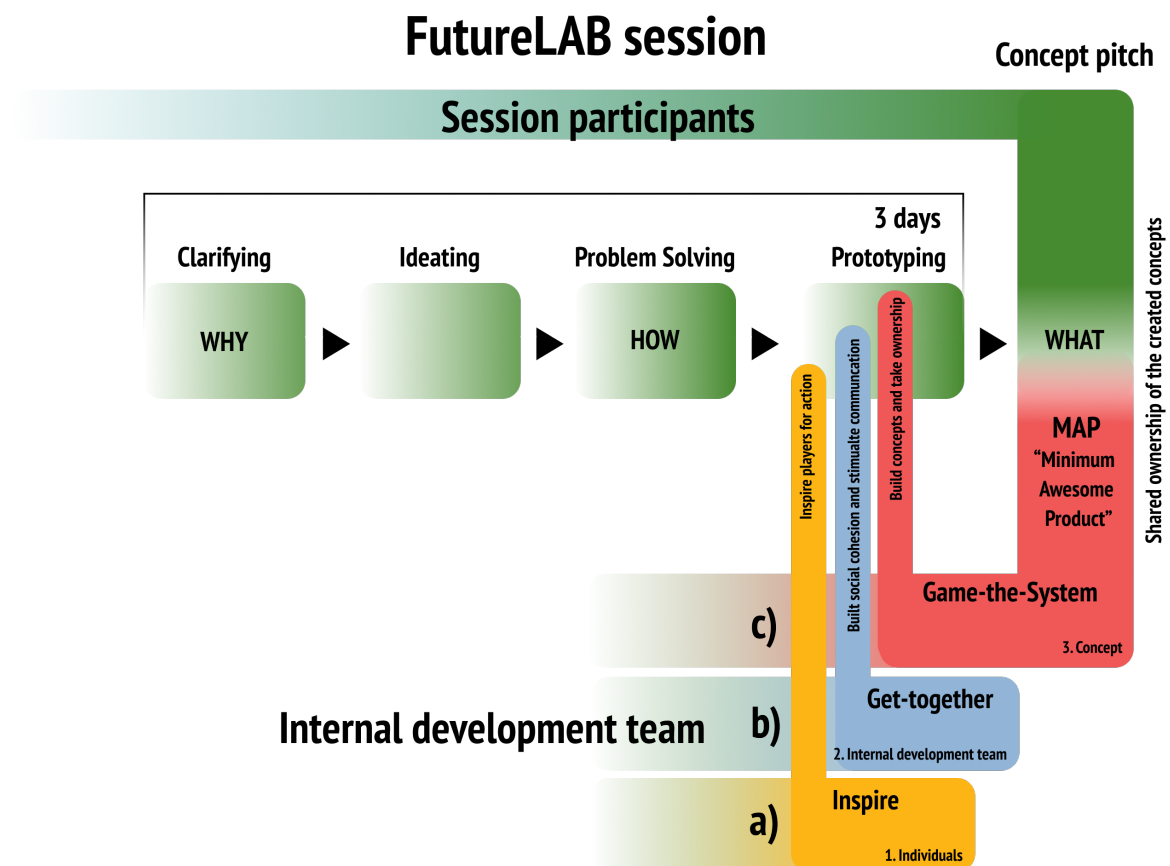 FutureLAB session
Concept pitch
Session participants
3 days
Clarifying
Ideating
Problem Solving
Prototyping
WHY
HOW
WHAT
MAP
“Minimum
Awesome
Product”
Shared ownership of the created concepts
Inspire players for action
Built social cohesion and stimualte communcation
Build concepts and take ownership
c)
Game-the-System
3. Concept
Internal development team
b)
Get-together
2. Internal development team
a)
Inspire
1. Individuals